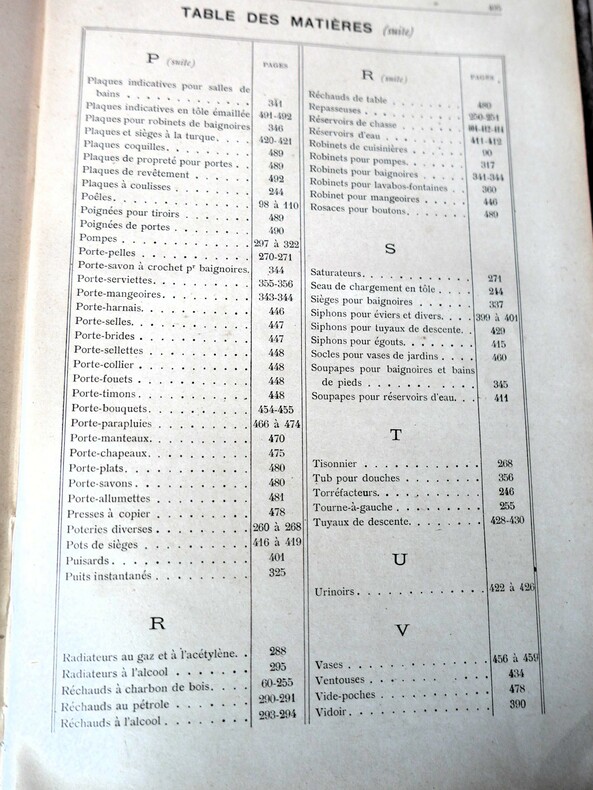 495
TABLE DES MATIÈRES (suite)
P (suite) PAGES
Plaques indicatives pour salles de
bains . . . . . . . . . . 341
Plaques indicatives en tôle émaillée 491-492
Plaques pour robinets de baignoires 346
Plaques et sièges à la turque. . . 420-421
Plaques coquilles. . . . . . . . 489
Plaques de propreté pour portes . . 489
Plaques de revêtement . . . . . . 492
Plaques à coulisses . . . . . . . 244
Poêles. . . . . . . . . . . . 98 à 110
Poignées pour tiroirs . . . . . . 489
Poignées de portes . . . . . . . 490
Pompes . . . . . . . . . . . 297 à 322
Porte-pelles . . . . . . . . . 270-271
Porte-savon à crochet pr baignoires. 344
Porte-serviettes. . . . . . . . . 355-356
Porte-mangeoires. . . . . . . . 343-344
Porte-harnais. . . . . . . . . . 446
Porte-selles. . . . . . . . . . 447
Porte-brides . . . . . . . . . . 447
Porte-sellettes . . . . . . . . . 448
Porte-collier . . . . . . . . . . 448
Porte-fouets . . . . . . . . . . 448
Porte-timons . . . . . . . . . . 448
Porte-bouquets. . . . . . . . . 454-455
Porte-parapluies . . . . . . . . 466 à 474
Porte-manteaux. . . . . . . . . 470
Porte-chapeaux. . . . . . . . . 475
Porte-plats. . . . . . . . . . . 480
Porte-savons. . . . . . . . . . 480
Porte-allumettes . . . . . . . . 481
Presses à copier . . . . . . . . 478
Poteries diverses . . . . . . . . 260 à 268
Pots de sièges . . . . . . . . . 416 à 419
Puisards . . . . . . . . . . . 401
Puits instantanés . . . . . . . . 325
R
Radiateurs au gaz et à l'acétylène. . 288
Radiateurs à l'alcool . . . . . . 295
Réchauds à charbon de bois. . . . 60-255
Réchauds au pétrole . . . . . . . 290-291
Réchauds à l'alcool . . . . . . . 293-294
R (suite) PAGES
Réchauds de table . . . . . . . 480
Repasseuses . . . . . . . . . 250-251
Réservoirs de chasse . . . . . .
Réservoirs d'eau . . . . . . . . 411-412
Robinets de cuisinières . . . . . 90
Robinets pour pompes. . . . . . 317
Robinets pour baignoires . . . . 341-344
Robinets pour lavabos-fontaines . . 360
Robinet pour mangeoires . . . . 446
Rosaces pour boutons. . . . . . 489
S
Saturateurs. . . . . . . . . . . 271
Seau de chargement en tôle . . . . 244
Sièges pour baignoires . . . . . . 337
Siphons pour éviers et divers. . . . 399 à 401
Siphons pour tuyaux de descente. . 429
Siphons pour égouts. . . . . . . 415
Socles pour vases de jardins . . . . 460
Soupapes pour baignoires et bains
de pieds . . . . . . . . . . 345
Soupapes pour réservoirs d'eau. . . 411
T
Tisonnier . . . . . . . . . . . 268
Tub pour douches . . . . . . . . 356
Torréfacteurs. . . . . . . . . . 246
Tourne-à-gauche . . . . . . . . 255
Tuyaux de descente. . . . . . . 428-430
U
Urinoirs . . . . . . . . . . . . 422 à 426
V
Vases . . . . . . . . . . . . . 456 à 459
Ventouses . . . . . . . . . . . 434
Vide-poches . . . . . . . . . . 478
Vidoir . . . . . . . . . . . . . 390